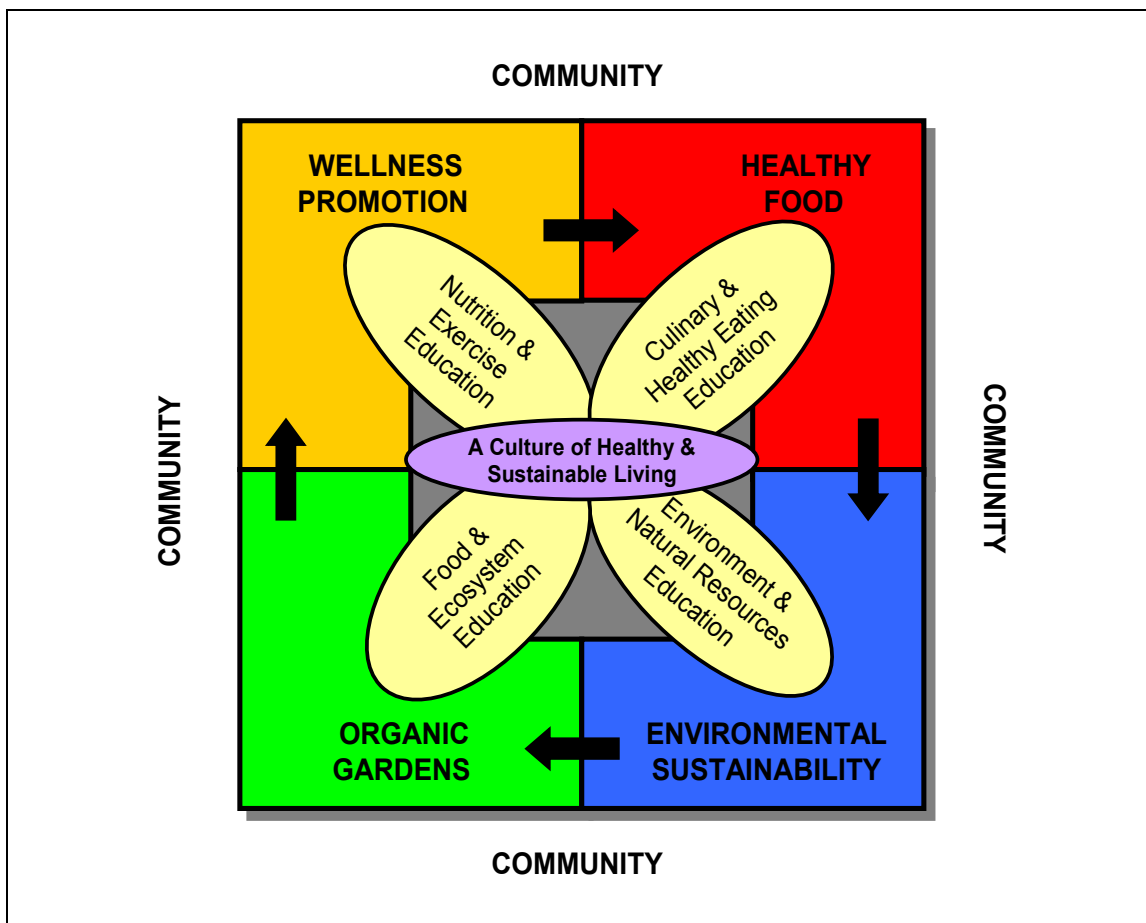 COMMUNITY
WELLNESS
PROMOTION
HEALTHY
FOOD
Nutrition &
Exercise
Education
Culinary &
Healthy Eating
Education
COMMUNITY
COMMUNITY
A Culture of Healthy &
Sustainable Living
Food &
Ecosystem
Education
Environment &
Natural Resources
Education
ORGANIC
GARDENS
ENVIRONMENTAL
SUSTAINABILITY
COMMUNITY